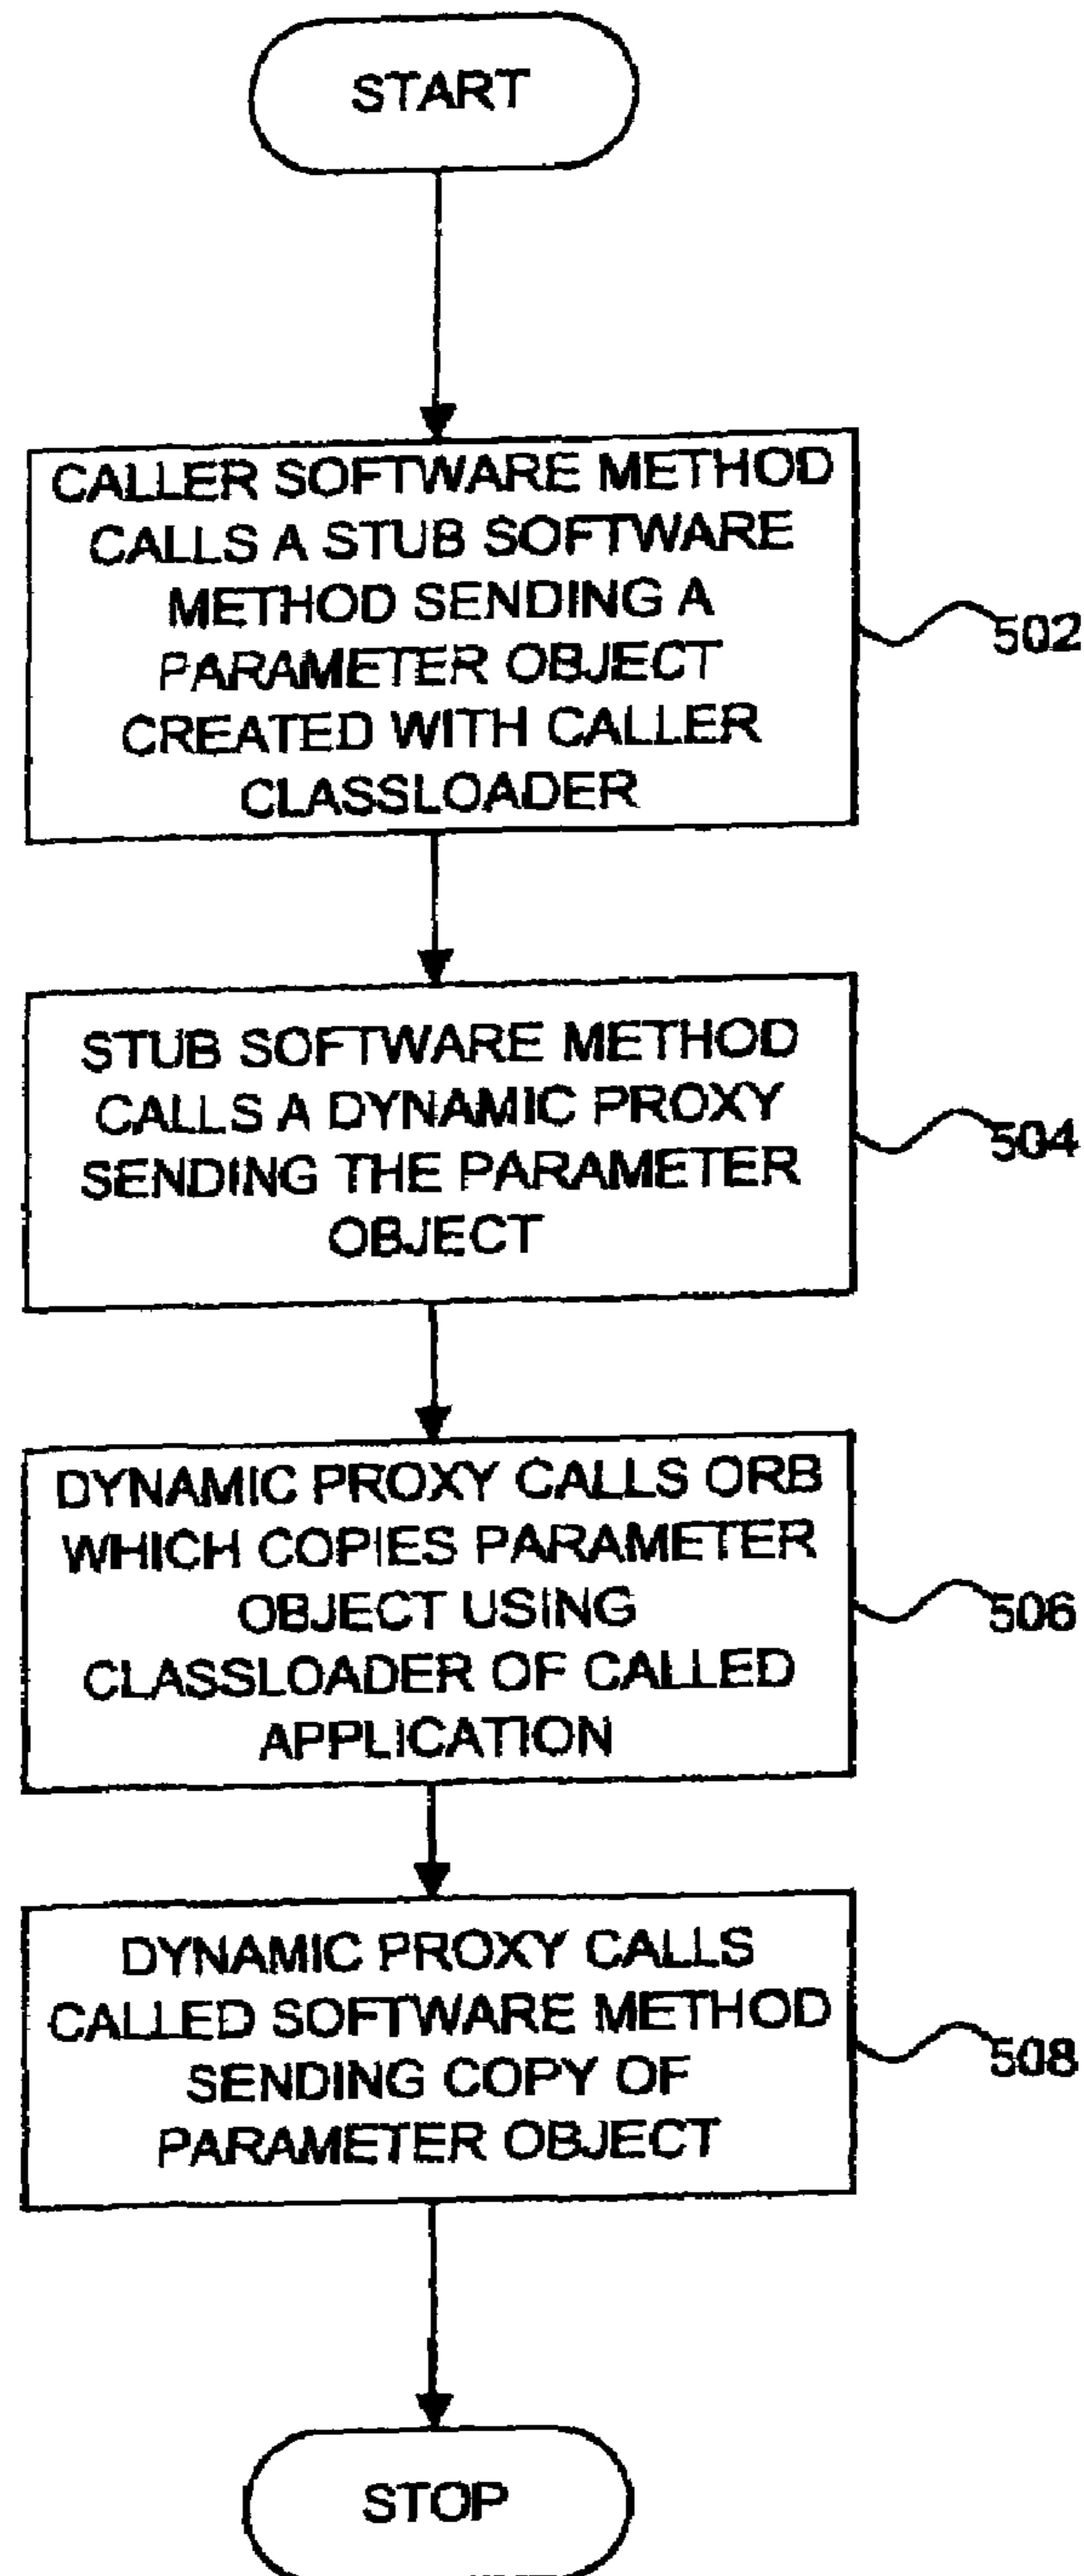 START
CALLER SOFTWARE METHOD
CALLS A STUB SOFTWARE
METHOD SENDING A
PARAMETER OBJECT
CREATED WITH CALLER
CLASSLOADER
502
STUB SOFTWARE METHOD
CALLS A DYNAMIC PROXY
SENDING THE PARAMETER
OBJECT
504
DYNAMIC PROXY CALLS ORB
WHICH COPIES PARAMETER
OBJECT USING
CLASSLOADER OF CALLED
APPLICATION
506
DYNAMIC PROXY CALLS
CALLED SOFTWARE METHOD
SENDING COPY OF
PARAMETER OBJECT
508
STOP